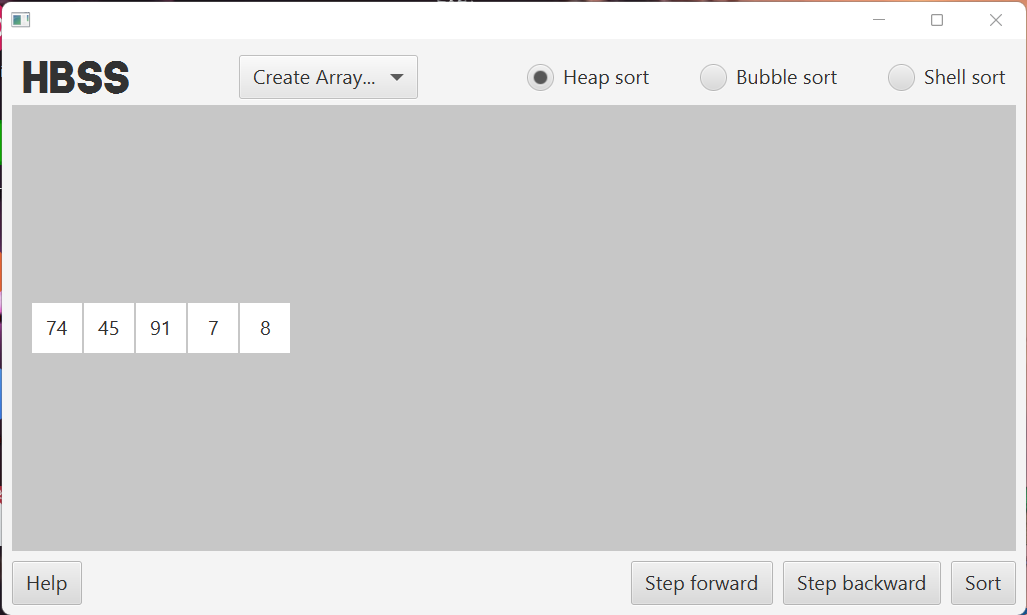 HBSS Create Array... Heap sort Bubble sort Shell sort
74 45 91 7 8
Help Step forward Step backward Sort